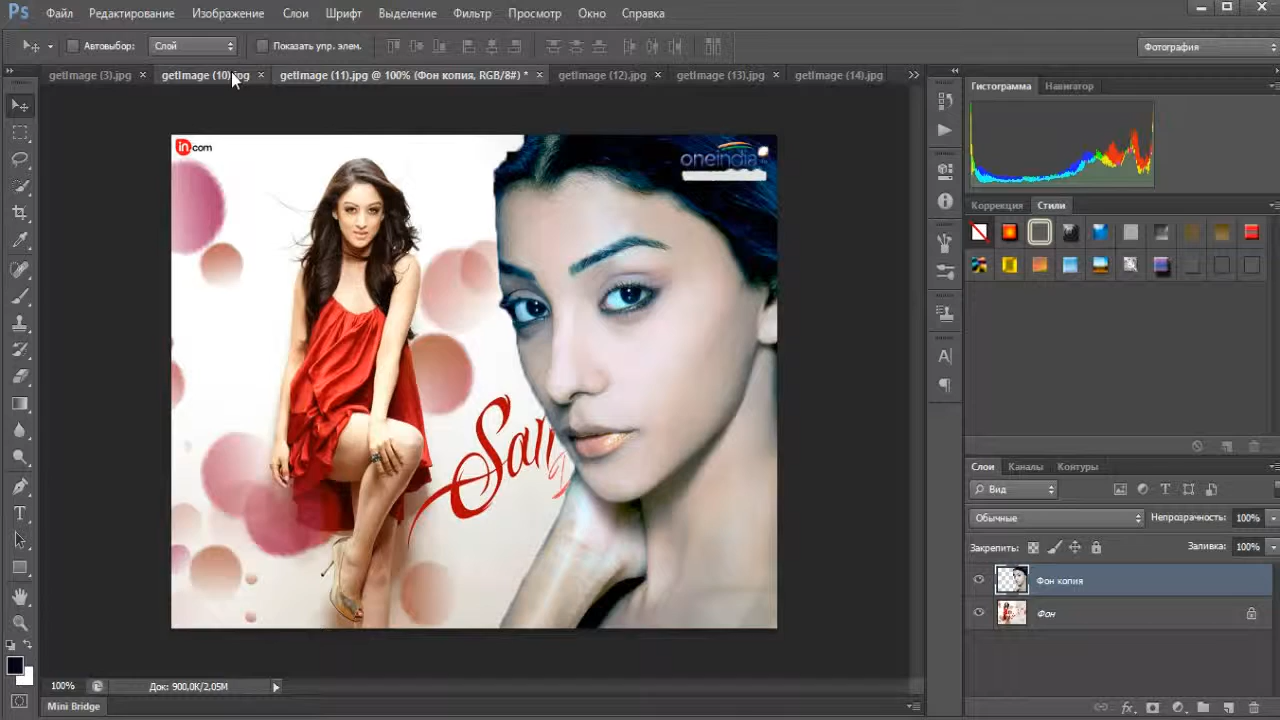 Ps Файл Редактирование Изображение Слои Шрифт Выделение Фильтр Просмотр Окно Справка
Автовыбор: Слой Показать упр. элем. Фотография
getImage (3).jpg × getImage (10).jpg × getImage (11).jpg @ 100% (Фон копия, RGB/8#) * × getImage (12).jpg × getImage (13).jpg × getImage (14).jpg
Гистограмма Навигатор
in com
oneindia
Коррекция Стили
San
Слои Каналы Контуры
Вид
Обычные Непрозрачность: 100%
Закрепить: Заливка: 100%
Фон копия
Фон
100% Док: 900,0K/2,05M
Mini Bridge